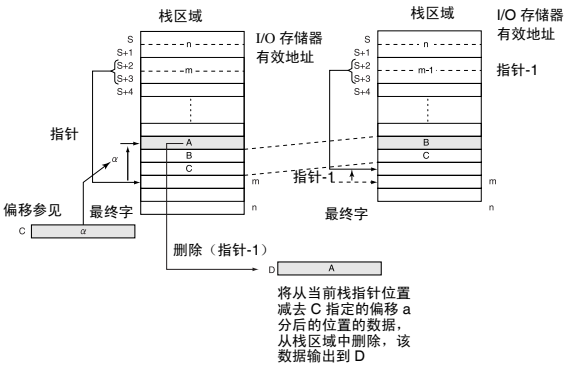 栈区域
I/O 存储器
有效地址
S
S+1
S+2
S+3
S+4
n
m
指针
α
A
B
C
m
n
偏移参见
最终字
C
α
删除（指针-1）
D
A
栈区域
I/O 存储器
有效地址
S
S+1
S+2
S+3
S+4
n
m-1
指针-1
B
C
指针-1
m
n
最终字
将从当前栈指针位置
减去 C 指定的偏移 a
分后的位置的数据，
从栈区域中删除，该
数据输出到 D